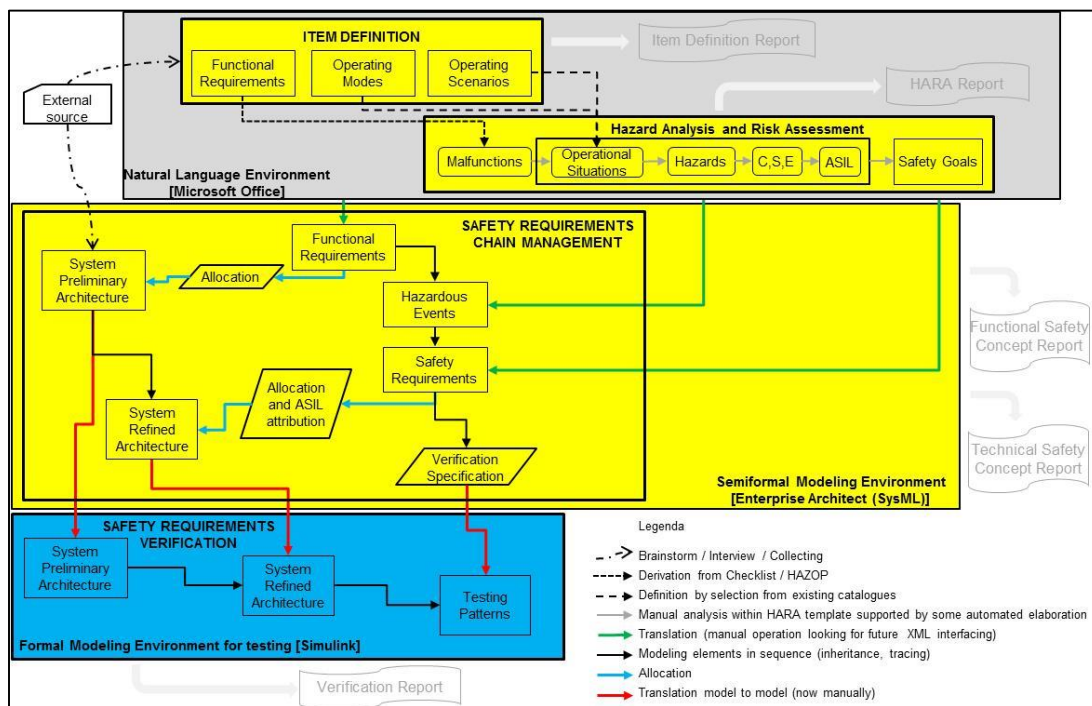 ITEM DEFINITION
Functional
Requirements
Operating
Modes
Operating
Scenarios
Item Definition Report
External
source
HARA Report
Hazard Analysis and Risk Assessment
Malfunctions
Operational
Situations
Hazards
C,S,E
ASIL
Safety Goals
Natural Language Environment
[Microsoft Office]
SAFETY REQUIREMENTS
CHAIN MANAGEMENT
Functional
Requirements
System
Preliminary
Architecture
Allocation
Hazardous
Events
Functional Safety
Concept Report
Safety
Requirements
Allocation
and ASIL
attribution
System
Refined
Architecture
Verification
Specification
Technical Safety
Concept Report
Semiformal Modeling Environment
[Enterprise Architect (SysML)]
SAFETY REQUIREMENTS
VERIFICATION
System
Preliminary
Architecture
System
Refined
Architecture
Testing
Patterns
Formal Modeling Environment for testing [Simulink]
Verification Report
Legenda
Brainstorm / Interview / Collecting
Derivation from Checklist / HAZOP
Definition by selection from existing catalogues
Manual analysis within HARA template supported by some automated elaboration
Translation (manual operation looking for future XML interfacing)
Modeling elements in sequence (inheritance, tracing)
Allocation
Translation model to model (now manually)